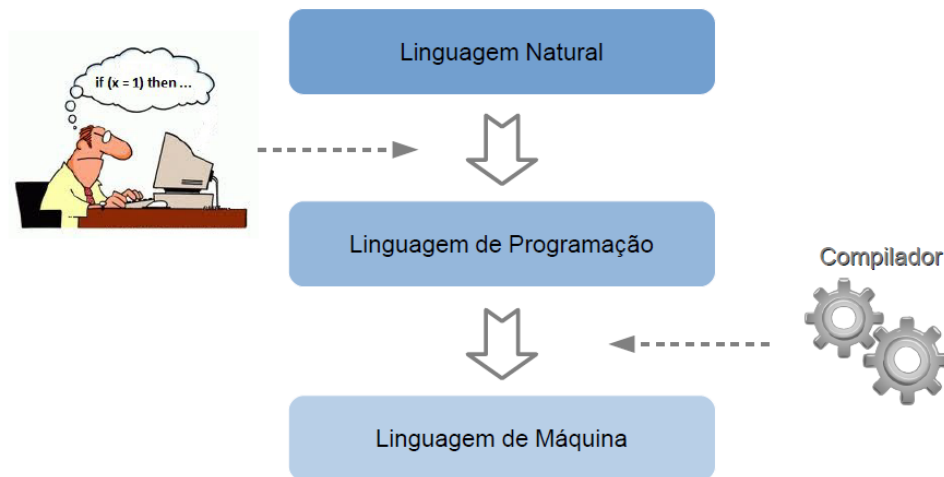 Linguagem Natural
if (x = 1) then ...
Linguagem de Programação
Compilador
Linguagem de Máquina